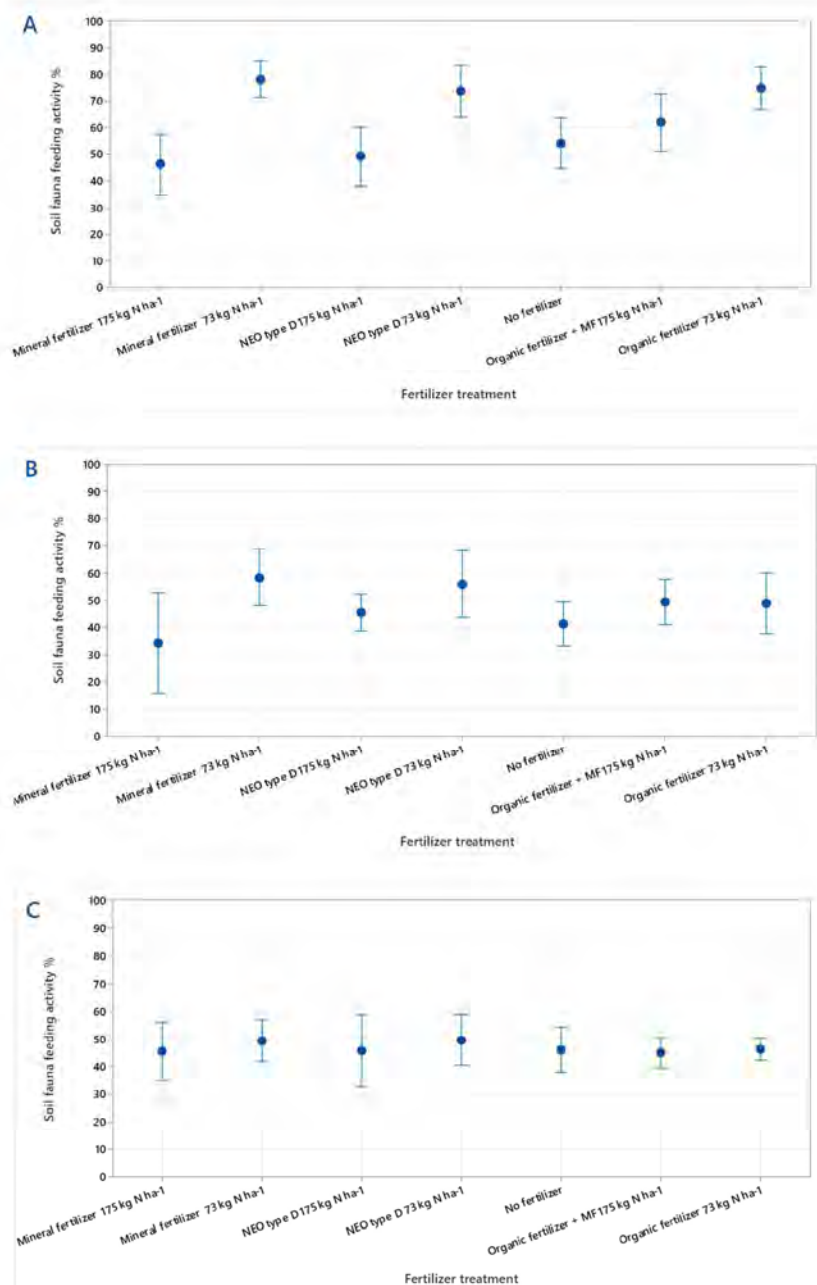 A
Soil fauna feeding activity %
100
90
80
70
60
50
40
30
20
10
0
Mineral fertilizer 175 kg N ha-1
Mineral fertilizer 73 kg N ha-1
NEO type D 175 kg N ha-1
NEO type D 73 kg N ha-1
No fertilizer
Organic fertilizer + MF 175 kg N ha-1
Organic fertilizer 73 kg N ha-1
Fertilizer treatment
B
Soil fauna feeding activity %
100
90
80
70
60
50
40
30
20
10
0
Mineral fertilizer 175 kg N ha-1
Mineral fertilizer 73 kg N ha-1
NEO type D 175 kg N ha-1
NEO type D 73 kg N ha-1
No fertilizer
Organic fertilizer + MF 175 kg N ha-1
Organic fertilizer 73 kg N ha-1
Fertilizer treatment
C
Soil fauna feeding activity %
100
90
80
70
60
50
40
30
20
10
0
Mineral fertilizer 175 kg N ha-1
Mineral fertilizer 73 kg N ha-1
NEO type D 175 kg N ha-1
NEO type D 73 kg N ha-1
No fertilizer
Organic fertilizer + MF 175 kg N ha-1
Organic fertilizer 73 kg N ha-1
Fertilizer treatment